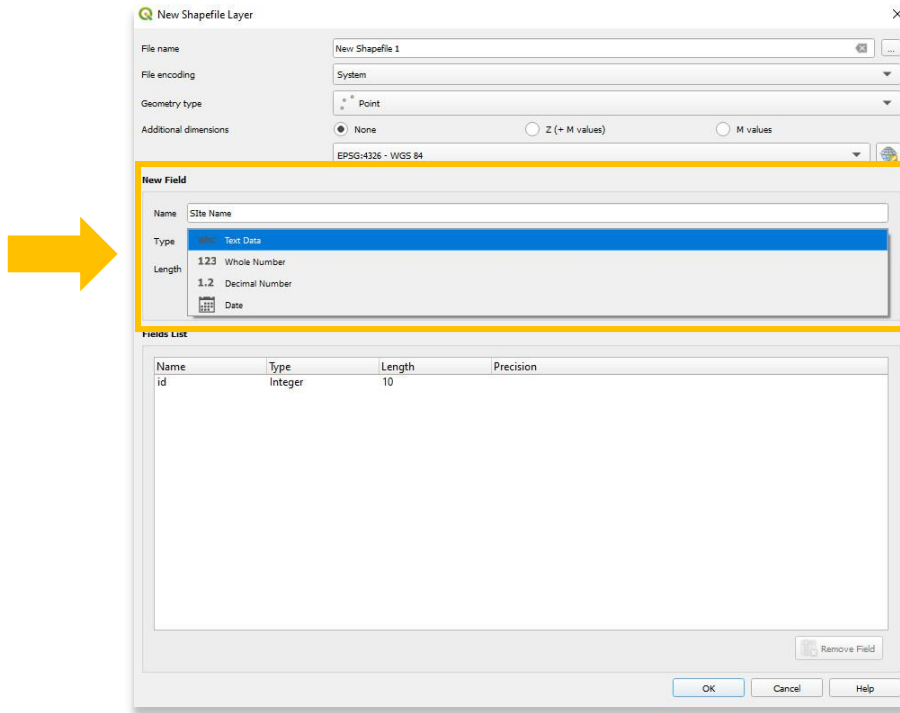 New Shapefile Layer
File name New Shapefile 1 ...
File encoding System
Geometry type Point
Additional dimensions None Z (+ M values) M values
EPSG:4326 - WGS 84
New Field
Name SIte Name
Type abc Text Data
123 Whole Number
Length
1.2 Decimal Number
Date
Fields List
Name Type Length Precision
id Integer 10
Remove Field
OK Cancel Help